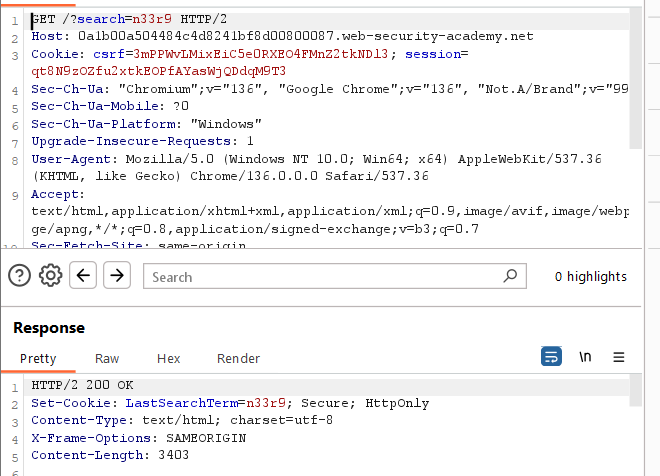 1 GET /?search=n33r9 HTTP/2
2 Host: 0a1b00a504484c4d8241bf8d00800087.web-security-academy.net
3 Cookie: csrf=3mPPWvLMixEiC5e0RXEO4FMnZ2tkNDl3; session=
qt8N9zOZfu2xtkEOPfAYasWjQDdqM9T3
4 Sec-Ch-Ua: "Chromium";v="136", "Google Chrome";v="136", "Not.A/Brand";v="99
5 Sec-Ch-Ua-Mobile: ?0
6 Sec-Ch-Ua-Platform: "Windows"
7 Upgrade-Insecure-Requests: 1
8 User-Agent: Mozilla/5.0 (Windows NT 10.0; Win64; x64) AppleWebKit/537.36
(KHTML, like Gecko) Chrome/136.0.0.0 Safari/537.36
9 Accept:
text/html,application/xhtml+xml,application/xml;q=0.9,image/avif,image/webp
ge/apng,*/*;q=0.8,application/signed-exchange;v=b3;q=0.7
10 Sec-Fetch-Site: same-origin
Search
0 highlights
Response
Pretty Raw Hex Render
\n
1 HTTP/2 200 OK
2 Set-Cookie: LastSearchTerm=n33r9; Secure; HttpOnly
3 Content-Type: text/html; charset=utf-8
4 X-Frame-Options: SAMEORIGIN
5 Content-Length: 3403
6